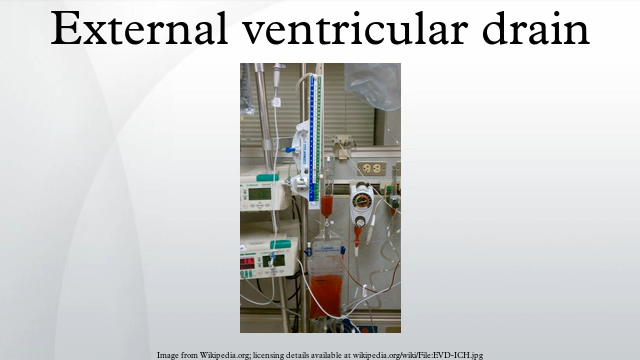 External ventricular drain
Image from Wikipedia.org; licensing details available at wikipedia.org/wiki/File:EVD-ICH.jpg